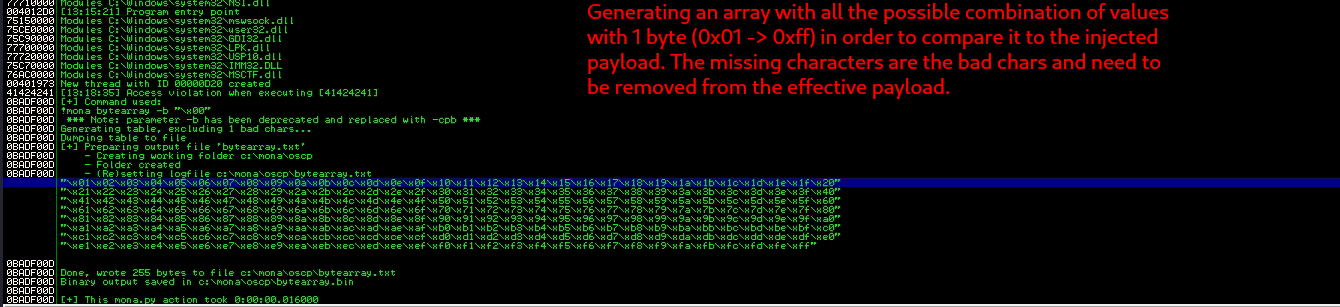 77710000 Modules C:\Windows\system32\NSI.dll
004012D0 [13:15:21] Program entry point
75150000 Modules C:\Windows\system32\mswsock.dll
75CE0000 Modules C:\Windows\system32\user32.dll
75C90000 Modules C:\Windows\system32\GDI32.dll
77700000 Modules C:\Windows\system32\LPK.dll
77720000 Modules C:\Windows\system32\USP10.dll
75C70000 Modules C:\Windows\system32\IMM32.DLL
76AC0000 Modules C:\Windows\system32\MSCTF.dll
00401973 New thread with ID 00000D20 created
41424241 [13:18:35] Access violation when executing [41424241]
0BADF00D [+] Command used:
0BADF00D !mona bytearray -b "\x00"
0BADF00D *** Note: parameter -b has been deprecated and replaced with -cpb ***
0BADF00D Generating table, excluding 1 bad chars...
0BADF00D Dumping table to file
0BADF00D [+] Preparing output file 'bytearray.txt'
0BADF00D - Creating working folder c:\mona\oscp
0BADF00D - Folder created
0BADF00D - (Re)setting logfile c:\mona\oscp\bytearray.txt
"\x01\x02\x03\x04\x05\x06\x07\x08\x09\x0a\x0b\x0c\x0d\x0e\x0f\x10\x11\x12\x13\x14\x15\x16\x17\x18\x19\x1a\x1b\x1c\x1d\x1e\x1f\x20"
"\x21\x22\x23\x24\x25\x26\x27\x28\x29\x2a\x2b\x2c\x2d\x2e\x2f\x30\x31\x32\x33\x34\x35\x36\x37\x38\x39\x3a\x3b\x3c\x3d\x3e\x3f\x40"
"\x41\x42\x43\x44\x45\x46\x47\x48\x49\x4a\x4b\x4c\x4d\x4e\x4f\x50\x51\x52\x53\x54\x55\x56\x57\x58\x59\x5a\x5b\x5c\x5d\x5e\x5f\x60"
"\x61\x62\x63\x64\x65\x66\x67\x68\x69\x6a\x6b\x6c\x6d\x6e\x6f\x70\x71\x72\x73\x74\x75\x76\x77\x78\x79\x7a\x7b\x7c\x7d\x7e\x7f\x80"
"\x81\x82\x83\x84\x85\x86\x87\x88\x89\x8a\x8b\x8c\x8d\x8e\x8f\x90\x91\x92\x93\x94\x95\x96\x97\x98\x99\x9a\x9b\x9c\x9d\x9e\x9f\xa0"
"\xa1\xa2\xa3\xa4\xa5\xa6\xa7\xa8\xa9\xaa\xab\xac\xad\xae\xaf\xb0\xb1\xb2\xb3\xb4\xb5\xb6\xb7\xb8\xb9\xba\xbb\xbc\xbd\xbe\xbf\xc0"
"\xc1\xc2\xc3\xc4\xc5\xc6\xc7\xc8\xc9\xca\xcb\xcc\xcd\xce\xcf\xd0\xd1\xd2\xd3\xd4\xd5\xd6\xd7\xd8\xd9\xda\xdb\xdc\xdd\xde\xdf\xe0"
"\xe1\xe2\xe3\xe4\xe5\xe6\xe7\xe8\xe9\xea\xeb\xec\xed\xee\xef\xf0\xf1\xf2\xf3\xf4\xf5\xf6\xf7\xf8\xf9\xfa\xfb\xfc\xfd\xfe\xff"
0BADF00D
0BADF00D Done, wrote 255 bytes to file c:\mona\oscp\bytearray.txt
0BADF00D Binary output saved in c:\mona\oscp\bytearray.bin
0BADF00D
0BADF00D [+] This mona.py action took 0:00:00.016000
Generating an array with all the possible combination of values
with 1 byte (0x01 -> 0xff) in order to compare it to the injected
payload. The missing characters are the bad chars and need to
be removed from the effective payload.